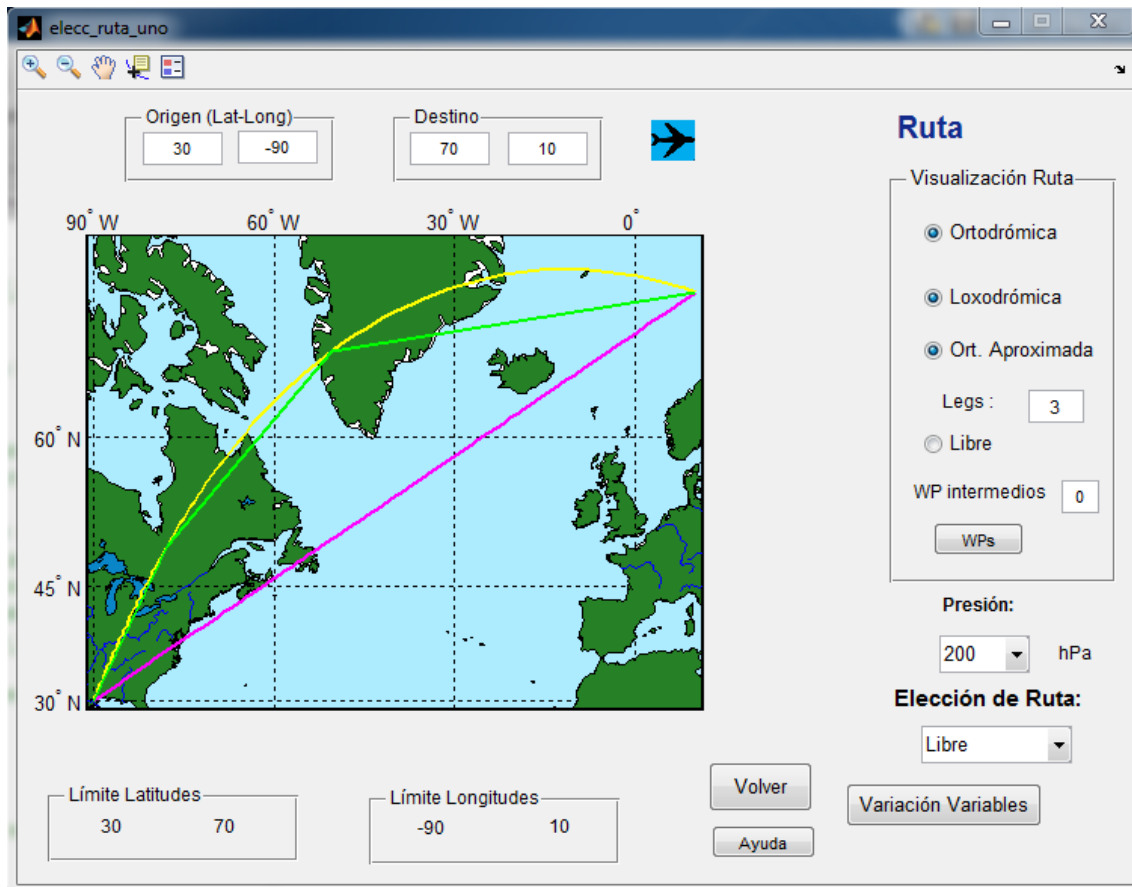 elecc_ruta_uno
Origen (Lat-Long)
30 -90
Destino
70 10
Ruta
Visualización Ruta
Ortodrómica
Loxodrómica
Ort. Aproximada
Legs : 3
Libre
WP intermedios 0
WPs
90° W 60° W 30° W 0°
60° N
45° N
30° N
Presión:
200 hPa
Elección de Ruta:
Libre
Variación Variables
Límite Latitudes
30 70
Límite Longitudes
-90 10
Volver
Ayuda